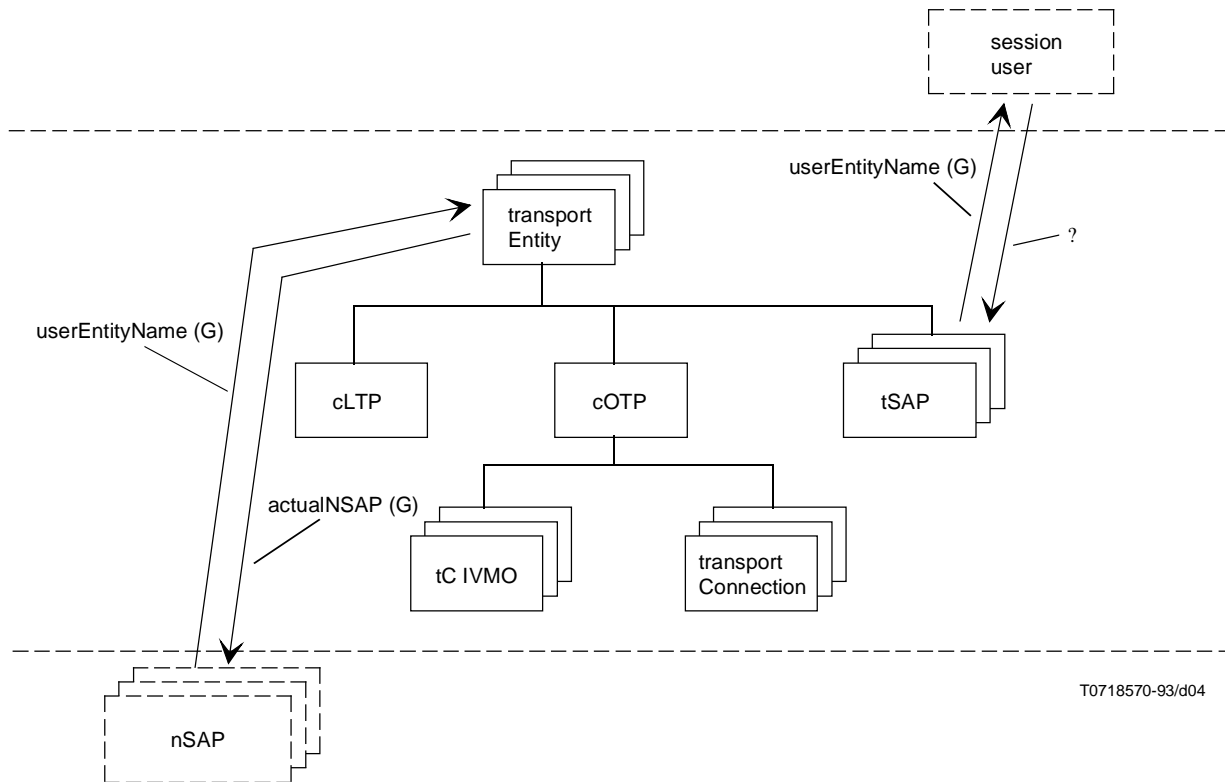 session
user
userEntityName (G)
transport
Entity
?
userEntityName (G)
cLTP
cOTP
tSAP
actualNSAP (G)
tC IVMO
transport
Connection
T0718570-93/d04
nSAP